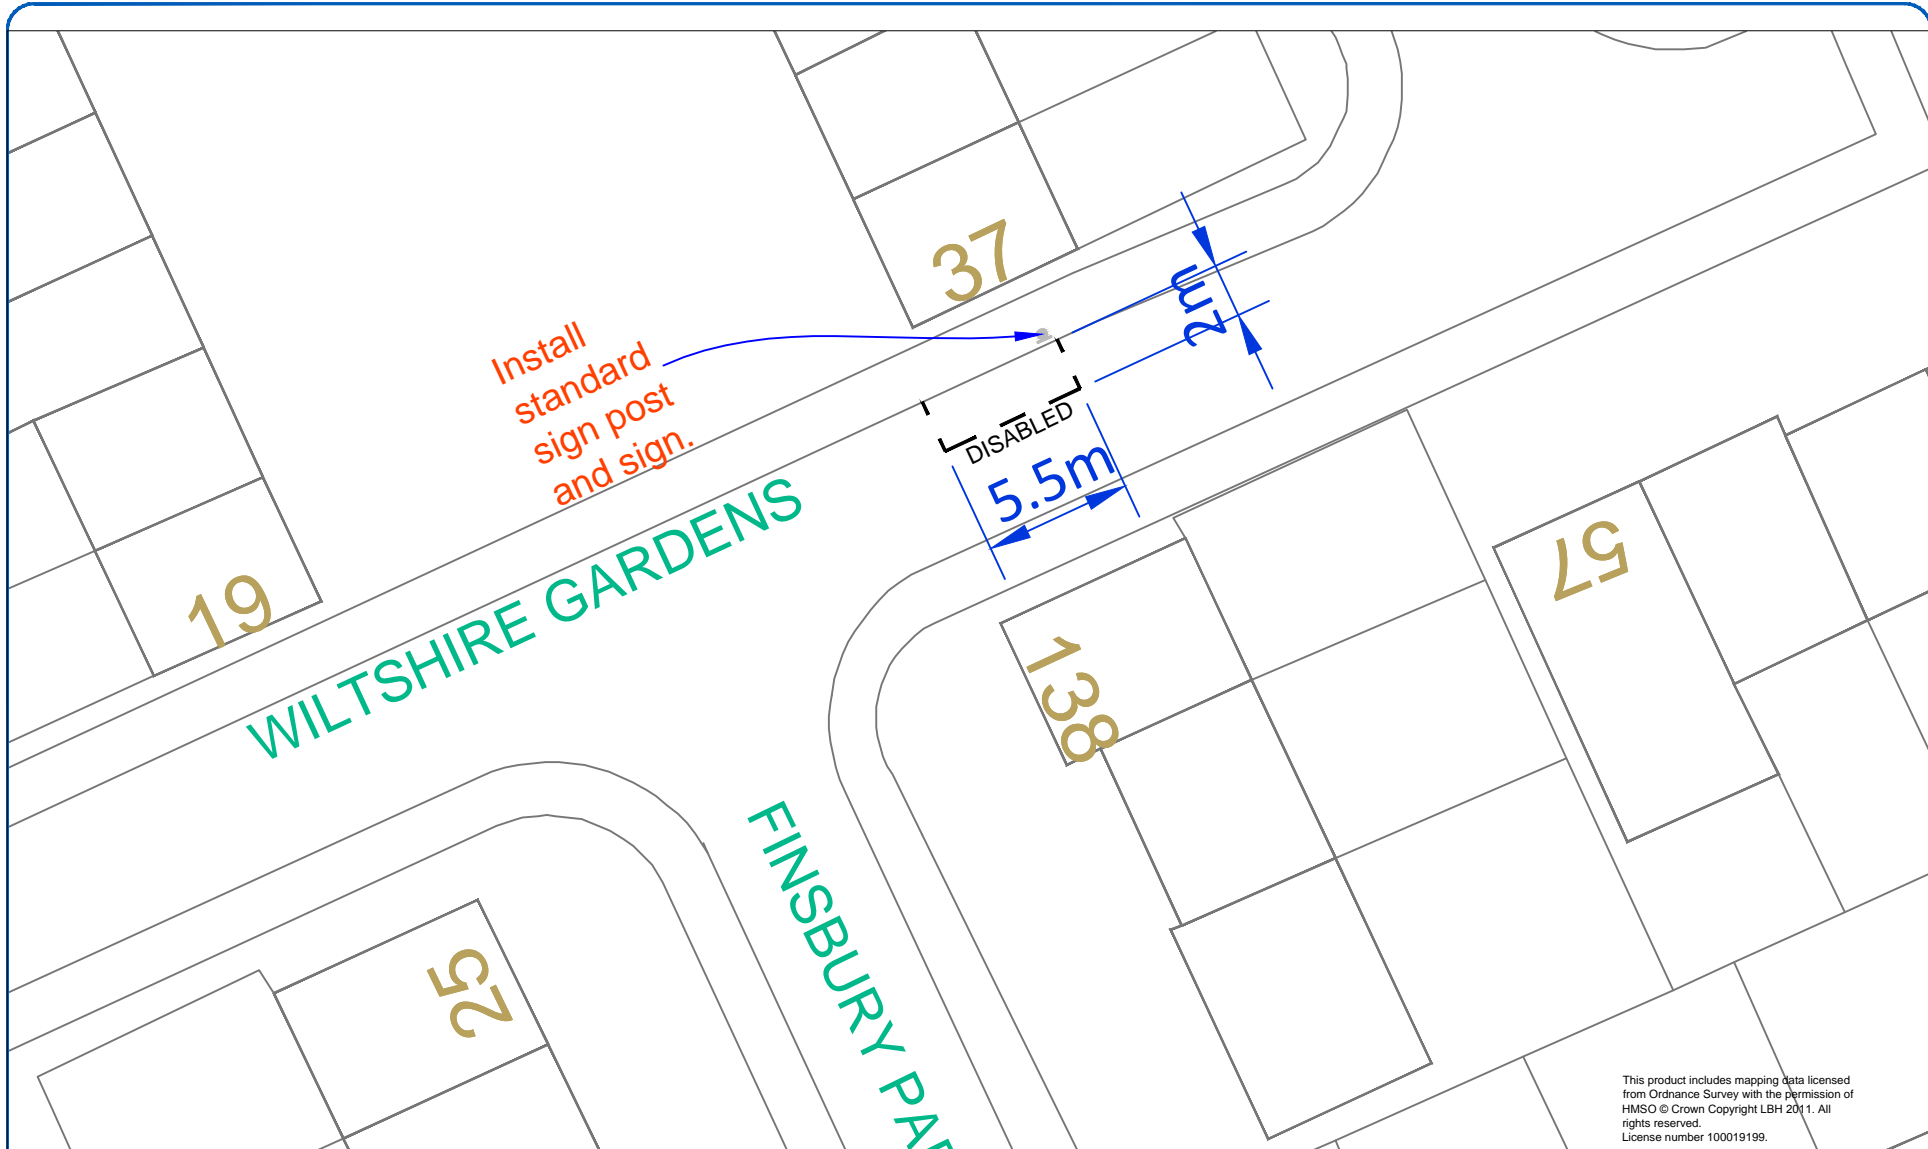 37
2m
Install
standard
sign post
and sign.
DISABLED
5.5m
WILTSHIRE GARDENS
19
57
138
FINSBURY
25
This product includes mapping data licensed
from Ordnance Survey with the permission of
HMSO © Crown Copyright LBH 2011. All
rights reserved.
License number 100019199.